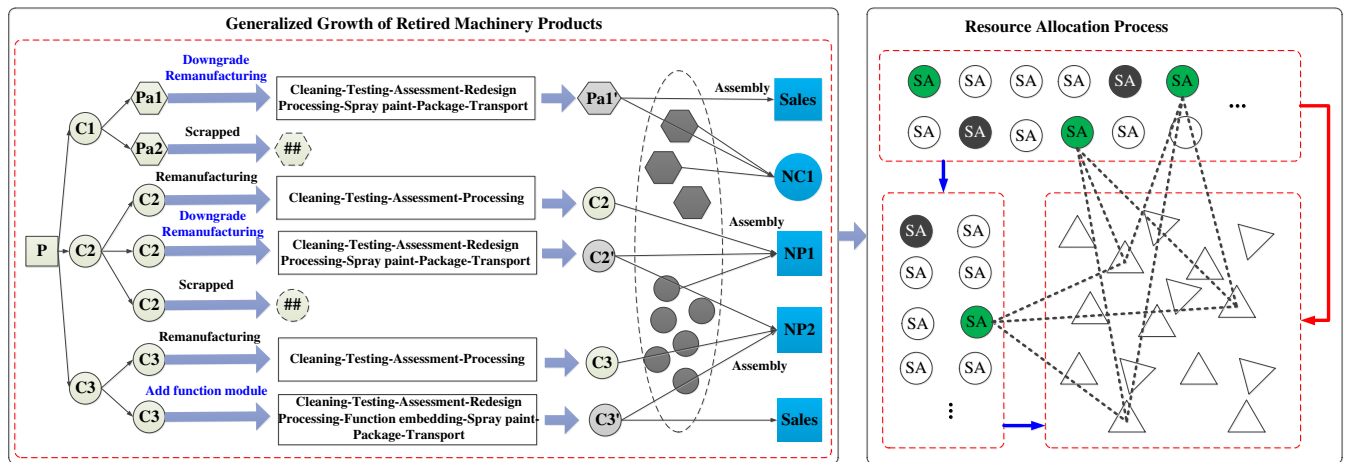 Generalized Growth of Retired Machinery Products
Downgrade
Remanufacturing
Pa1
Cleaning-Testing-Assessment-Redesign
Processing-Spray paint-Package-Transport
Pa1'
Assembly
Sales
C1
Scrapped
Pa2
##
NC1
Remanufacturing
C2
Cleaning-Testing-Assessment-Processing
C2
Assembly
P
C2
Downgrade
Remanufacturing
C2
Cleaning-Testing-Assessment-Redesign
Processing-Spray paint-Package-Transport
C2'
NP1
Scrapped
C2
##
NP2
Remanufacturing
C3
Cleaning-Testing-Assessment-Processing
C3
Assembly
C3
Add function module
C3
Cleaning-Testing-Assessment-Redesign
Processing-Function embedding-Spray paint-
Package-Transport
C3'
Sales
Resource Allocation Process
SA SA SA SA SA SA ...
SA SA SA SA SA SA
SA SA
SA SA
SA SA
SA SA
...